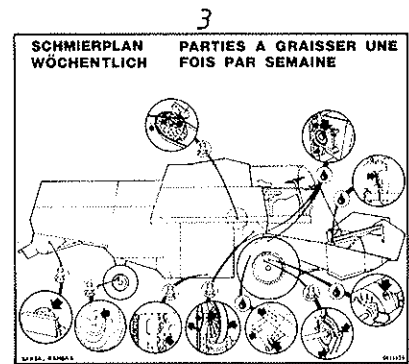 3
SCHMIERPLAN
WÖCHENTLICH
PARTIES A GRAISSER UNE
FOIS PAR SEMAINE